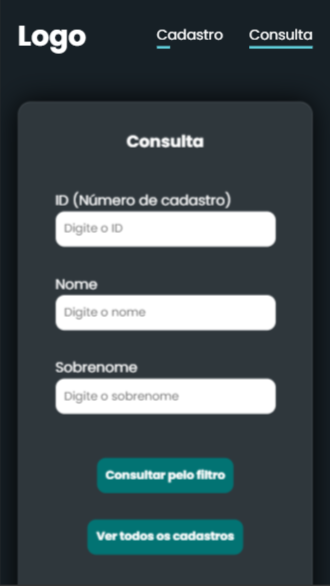 Logo
Cadastro
Consulta
Consulta
ID (Número de cadastro)
Digite o ID
Nome
Digite o nome
Sobrenome
Digite o sobrenome
Consultar pelo filtro
Ver todos os cadastros